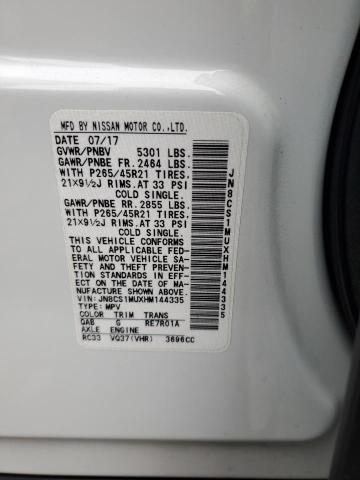 MFD BY NISSAN MOTOR CO.,LTD.
DATE 07/17
GVWR/PNBV 5301 LBS.
GAWR/PNBE FR. 2464 LBS.
WITH P265/45R21 TIRES,
21X9½J RIMS,AT 33 PSI
COLD SINGLE.
GAWR/PNBE RR. 2855 LBS.
WITH P265/45R21 TIRES,
21X9½J RIMS,AT 33 PSI
COLD SINGLE.
THIS VEHICLE CONFORMS
TO ALL APPLICABLE FED-
ERAL MOTOR VEHICLE SA-
FETY AND THEFT PREVEN-
TION STANDARDS IN EFF-
ECT ON THE DATE OF MA-
NUFACTURE SHOWN ABOVE.
VIN: JN8CS1MUXHM144335
TYPE: MPV
COLOR TRIM TRANS
QAB G RE7R01A
AXLE ENGINE
RC33 VQ37(VHR) 3696CC
JN8CS1MUXHM144335